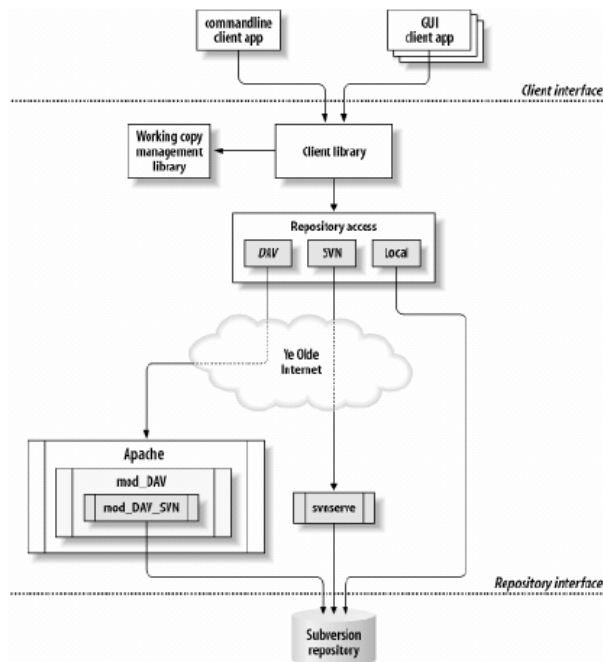 commandline
client app
GUI
client app
Client interface
Working copy
management
library
Client library
Repository access
DAV
SVN
Local
Ye Olde
Internet
Apache
mod_DAV
mod_DAV_SVN
svnserve
Repository interface
Subversion
repository